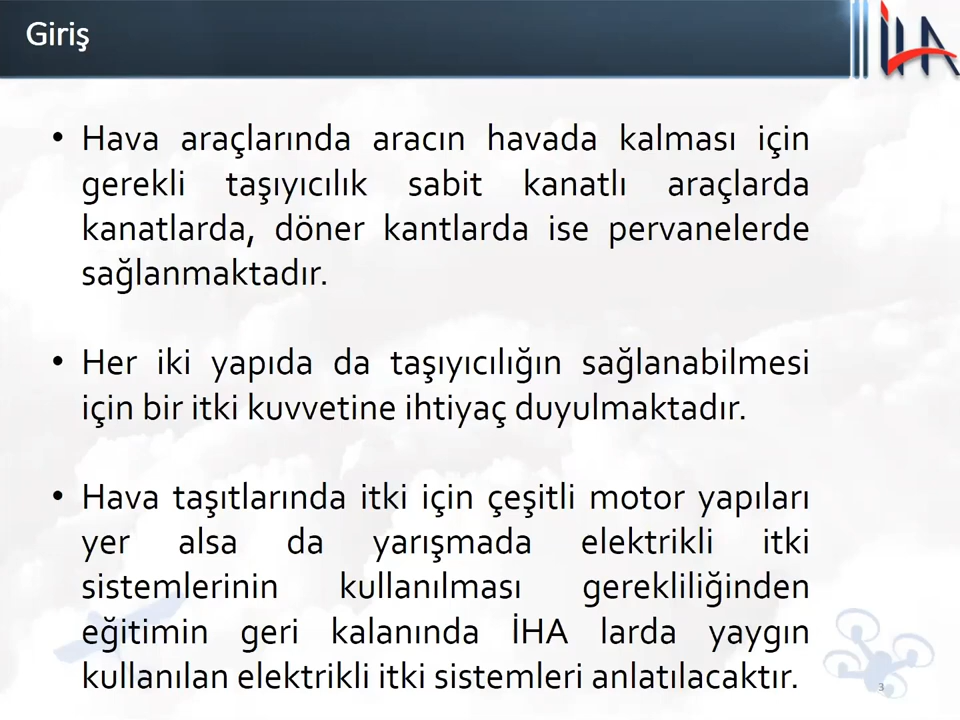 Giriş
İHA
• Hava araçlarında aracın havada kalması için
gerekli taşıyıcılık sabit kanatlı araçlarda
kanatlarda, döner kantlarda ise pervanelerde
sağlanmaktadır.
• Her iki yapıda da taşıyıcılığın sağlanabilmesi
için bir itki kuvvetine ihtiyaç duyulmaktadır.
• Hava taşıtlarında itki için çeşitli motor yapıları
yer alsa da yarışmada elektrikli itki
sistemlerinin kullanılması gerekliliğinden
eğitimin geri kalanında İHA larda yaygın
kullanılan elektrikli itki sistemleri anlatılacaktır.
3